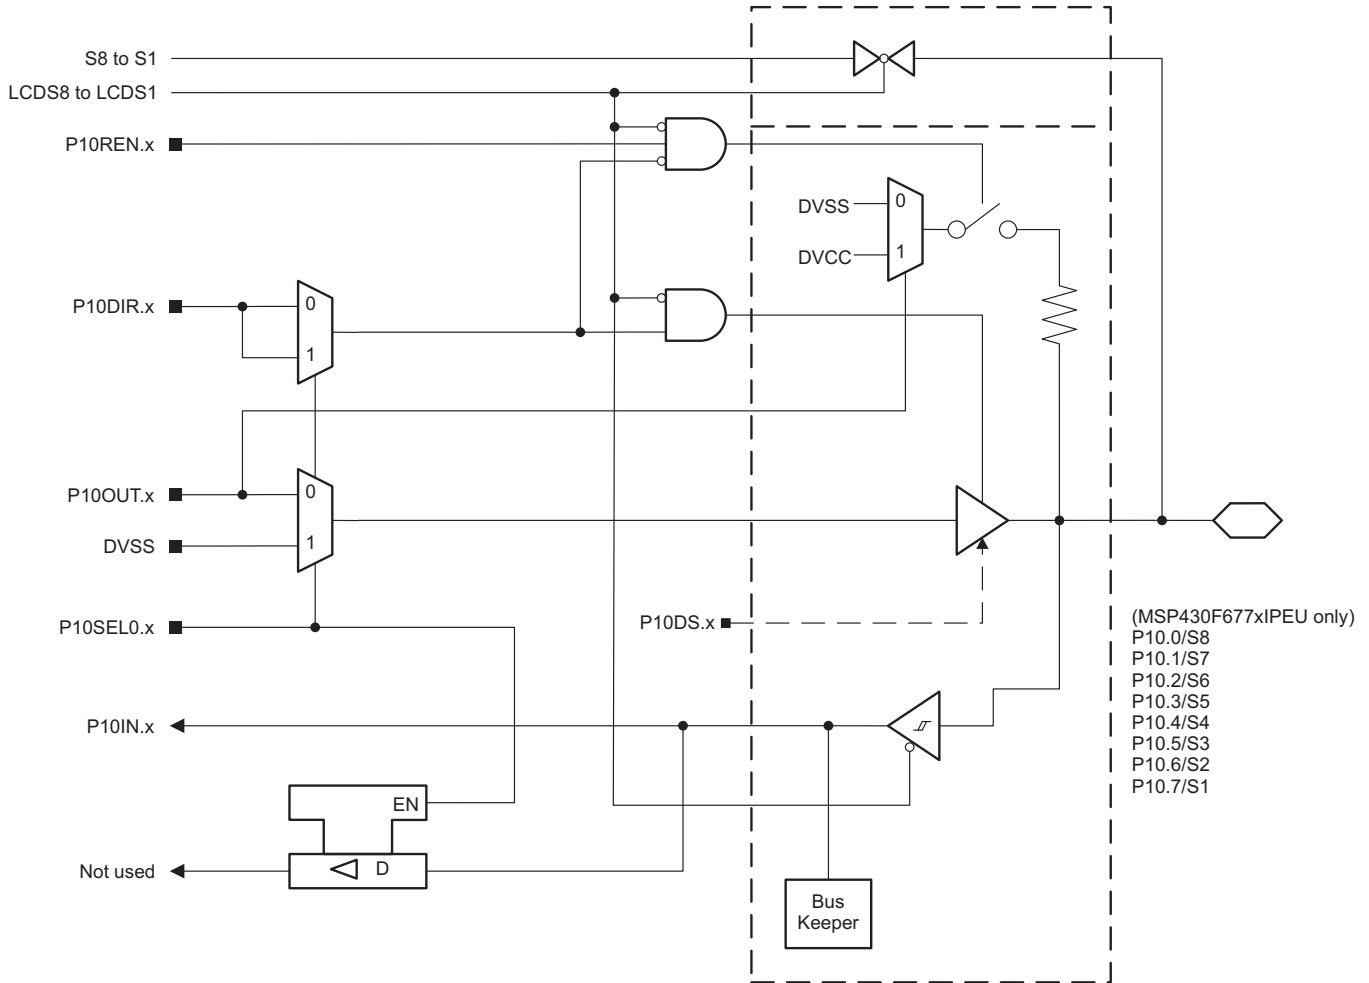 S8 to S1
LCDS8 to LCDS1
P10REN.x
DVSS
0
DVCC
1
P10DIR.x
0
1
P10OUT.x
0
DVSS
1
P10SEL0.x
P10DS.x
(MSP430F677xIPEU only)
P10.0/S8
P10.1/S7
P10.2/S6
P10.3/S5
P10.4/S4
P10.5/S3
P10.6/S2
P10.7/S1
P10IN.x
EN
Not used
D
Bus
Keeper